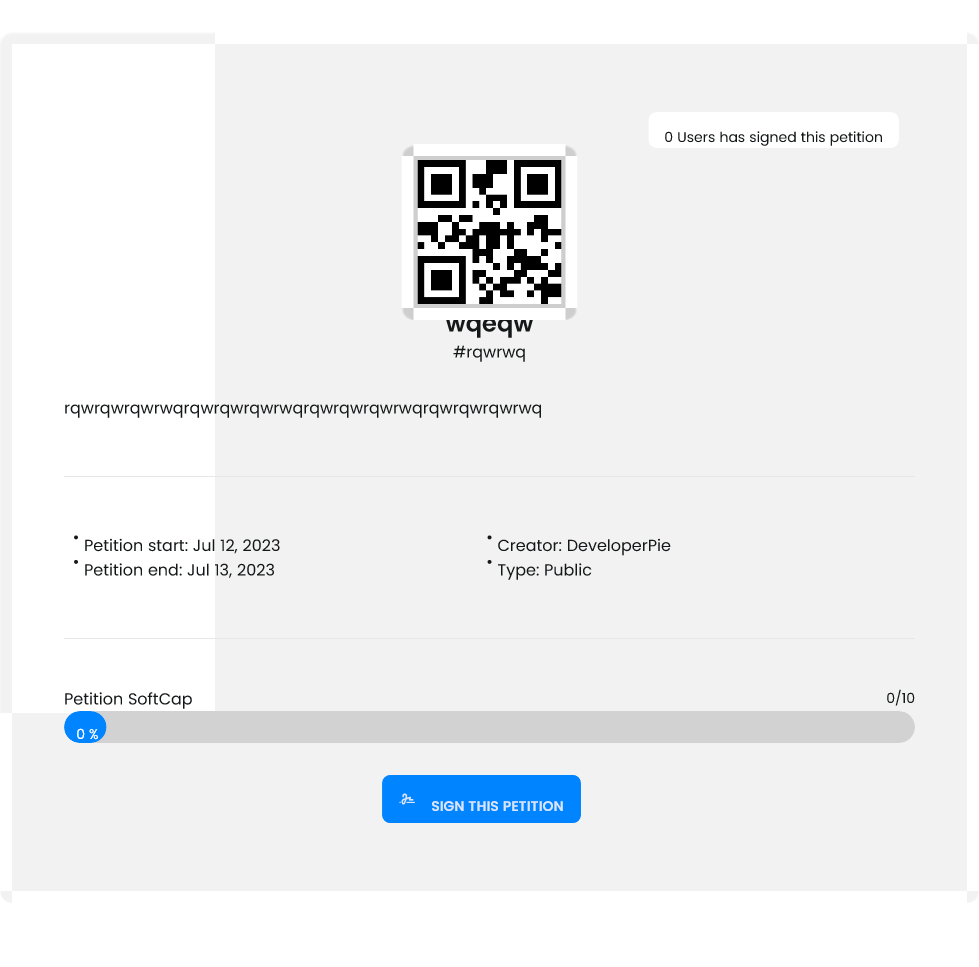 0 Users has signed this petition
wqeqw
#rqwrwq
rqwrqwrqwrwqrqwrqwrqwrwqrqwrqwrqwrwqrqwrqwrqwrwq
• Petition start: Jul 12, 2023
• Petition end: Jul 13, 2023
• Creator: DeveloperPie
• Type: Public
Petition SoftCap
0/10
0 %
SIGN THIS PETITION